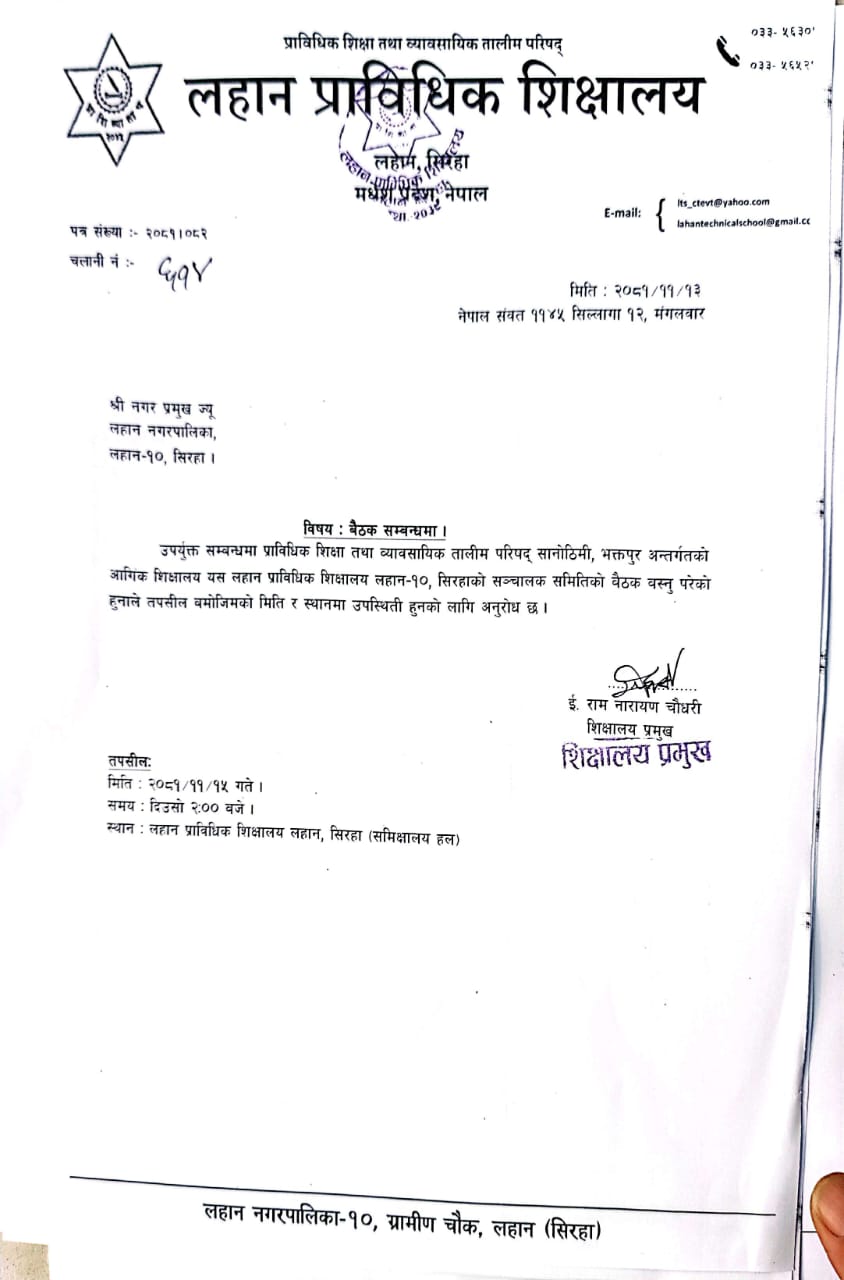 प्राविधिक शिक्षा तथा व्यावसायिक तालीम परिषद्
लहान प्राविधिक शिक्षालय
लहान, सिरहा
मधेश प्रदेश, नेपाल
०३३- ५६३०
०३३- ५६५२
E-mail:
lts_ctevt@yahoo.com
lahantechnicalschool@gmail.cc
पत्र संख्या :- २०८१।०८२
चलानी नं :- ६१४
मिति : २०८१/११/१३
नेपाल संवत ११४५ सिल्लागा १२, मंगलवार
श्री नगर प्रमुख ज्यू
लहान नगरपालिका,
लहान-१०, सिरहा ।
विषय : बैठक सम्बन्धमा ।
उपर्युक्त सम्बन्धमा प्राविधिक शिक्षा तथा व्यावसायिक तालीम परिषद् सानोठिमी, भक्तपुर अन्तर्गतको
आगिंक शिक्षालय यस लहान प्राविधिक शिक्षालय लहान-१०, सिरहाको सञ्चालक समितिको बैठक वस्नु परेको
हुनाले तपसील बमोजिमको मिति र स्थानमा उपस्थिती हुनको लागि अनुरोध छ ।
ई. राम नारायण चौधरी
शिक्षालय प्रमुख
शिक्षालय प्रमुख
तपसील:
मिति : २०८१/११/१५ गते ।
समय : दिउसो २:०० बजे ।
स्थान : लहान प्राविधिक शिक्षालय लहान, सिरहा (समिक्षालय हल)
लहान नगरपालिका-१०, ग्रामीण चौक, लहान (सिरहा)